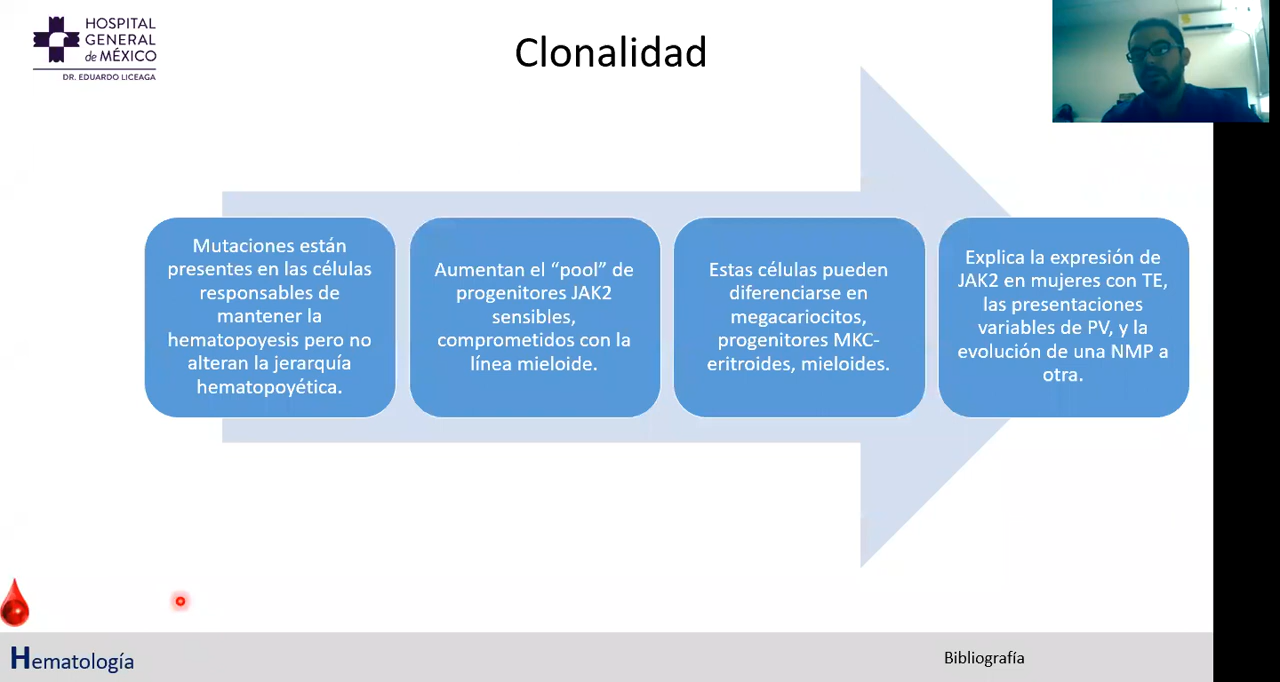 HOSPITAL
GENERAL
de MÉXICO
DR. EDUARDO LICEAGA
Clonalidad
Mutaciones están
presentes en las células
responsables de
mantener la
hematopoyesis pero no
alteran la jerarquía
hematopoyética.
Aumentan el “pool” de
progenitores JAK2
sensibles,
comprometidos con la
línea mieloide.
Estas células pueden
diferenciarse en
megacariocitos,
progenitores MKC-
eritroides, mieloides.
Explica la expresión de
JAK2 en mujeres con TE,
las presentaciones
variables de PV, y la
evolución de una NMP a
otra.
Hematología
Bibliografía